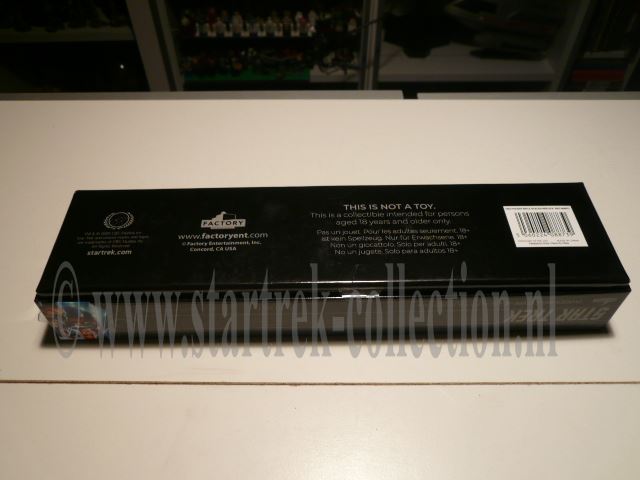 startrek.com
FACTORY
www.factoryent.com
© Factory Entertainment, Inc.
Concord, CA USA
THIS IS NOT A TOY.
This is a collectible intended for persons
aged 18 years and older only.
Pas un jouet. Pour les adultes seulement. 18+
ist kein Spielzeug. Nur für Erwachsene. 18+
Non un giocattolo. Solo per adulti. 18+
No un jugete. Solo para adultos 18+
STAR TREK
© www.startrek-collection.nl